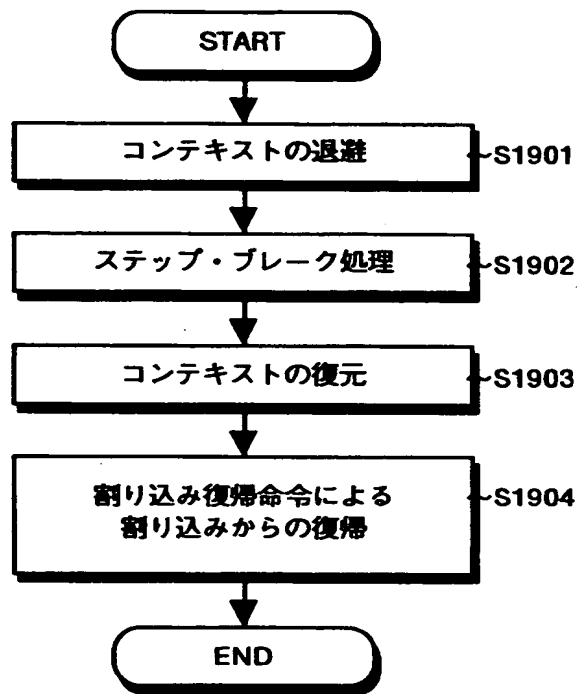 START
コンテキストの退避
S1901
ステップ・ブレーク処理
S1902
コンテキストの復元
S1903
割り込み復帰命令による
割り込みからの復帰
S1904
END